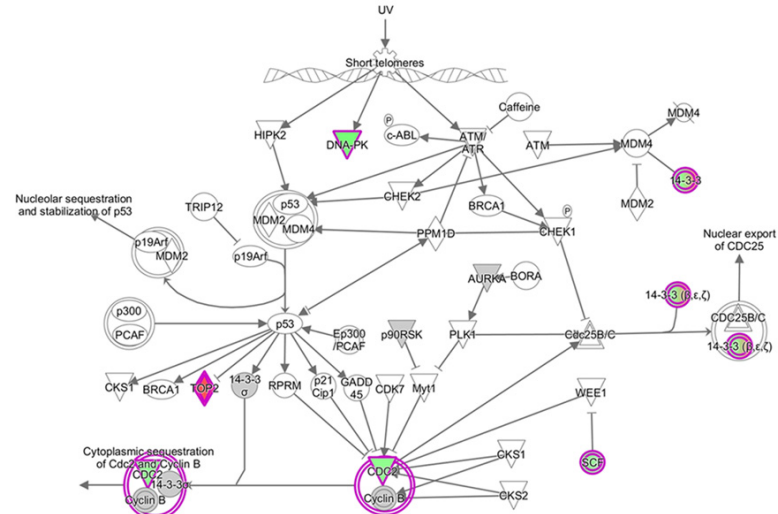 UV
Short telomeres
Caffeine
HIPK2
DNA-PK
P
c-ABL
ATM/
ATR
ATM
MDM4
MDM4
14-3-3
Nucleolar sequestration
and stabilization of p53
TRIP12
p53
MDM2
MDM4
CHEK2
BRCA1
P
CHEK1
MDM2
p19Arf
MDM2
p19Arf
PPM1D
Nuclear export
of CDC25
AURKA
BORA
14-3-3 (β,ε,ζ)
p300
PCAF
p53
Ep300
/PCAF
p90RSK
PLK1
Cdc25B/C
CDC25B/C
14-3-3 (β,ε,ζ)
CKS1
BRCA1
TOP2
14-3-3
σ
RPRM
p21
Cip1
GADD
45
CDK7
Myt1
WEE1
Cytoplasmic sequestration
of Cdc2 and Cyclin B
CDC2
14-3-3σ
Cyclin B
CDC2
Cyclin B
CKS1
CKS2
SCF